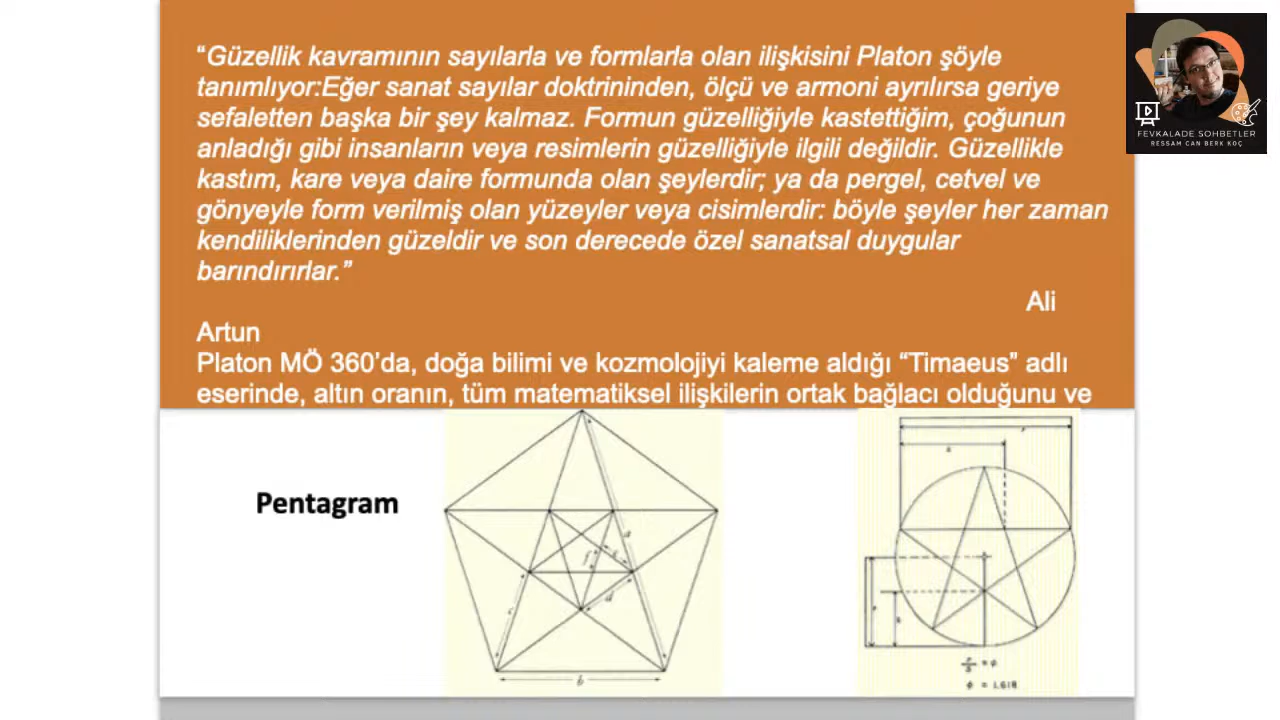 “Güzellik kavramının sayılarla ve formlarla olan ilişkisini Platon şöyle
tanımlıyor:Eğer sanat sayılar doktrininden, ölçü ve armoni ayrılırsa geriye
sefaletten başka bir şey kalmaz. Formun güzelliğiyle kastettiğim, çoğunun
anladığı gibi insanların veya resimlerin güzelliğiyle ilgili değildir. Güzellikle
kastım, kare veya daire formunda olan şeylerdir; ya da pergel, cetvel ve
gönyeyle form verilmiş olan yüzeyler veya cisimlerdir: böyle şeyler her zaman
kendiliklerinden güzeldir ve son derecede özel sanatsal duygular
barındırırlar.”
Ali
Artun
Platon MÖ 360’da, doğa bilimi ve kozmolojiyi kaleme aldığı “Timaeus” adlı
eserinde, altın oranın, tüm matematiksel ilişkilerin ortak bağlacı olduğunu ve
FEVKALADE SOHBETLER
RESSAM CAN BERK KOÇ
Pentagram
a
f
d
c
b
φ = 1.618